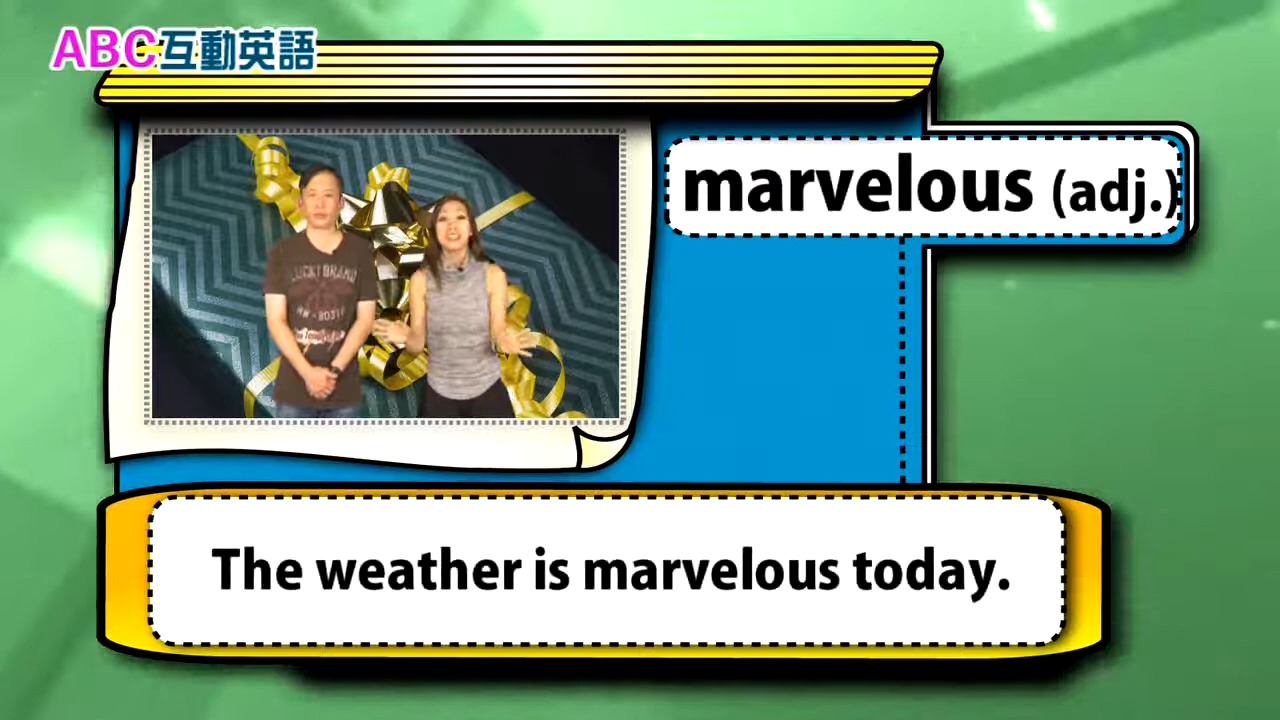 ABC互動英語
marvelous (adj.)
LUCKY BRAND
The weather is marvelous today.